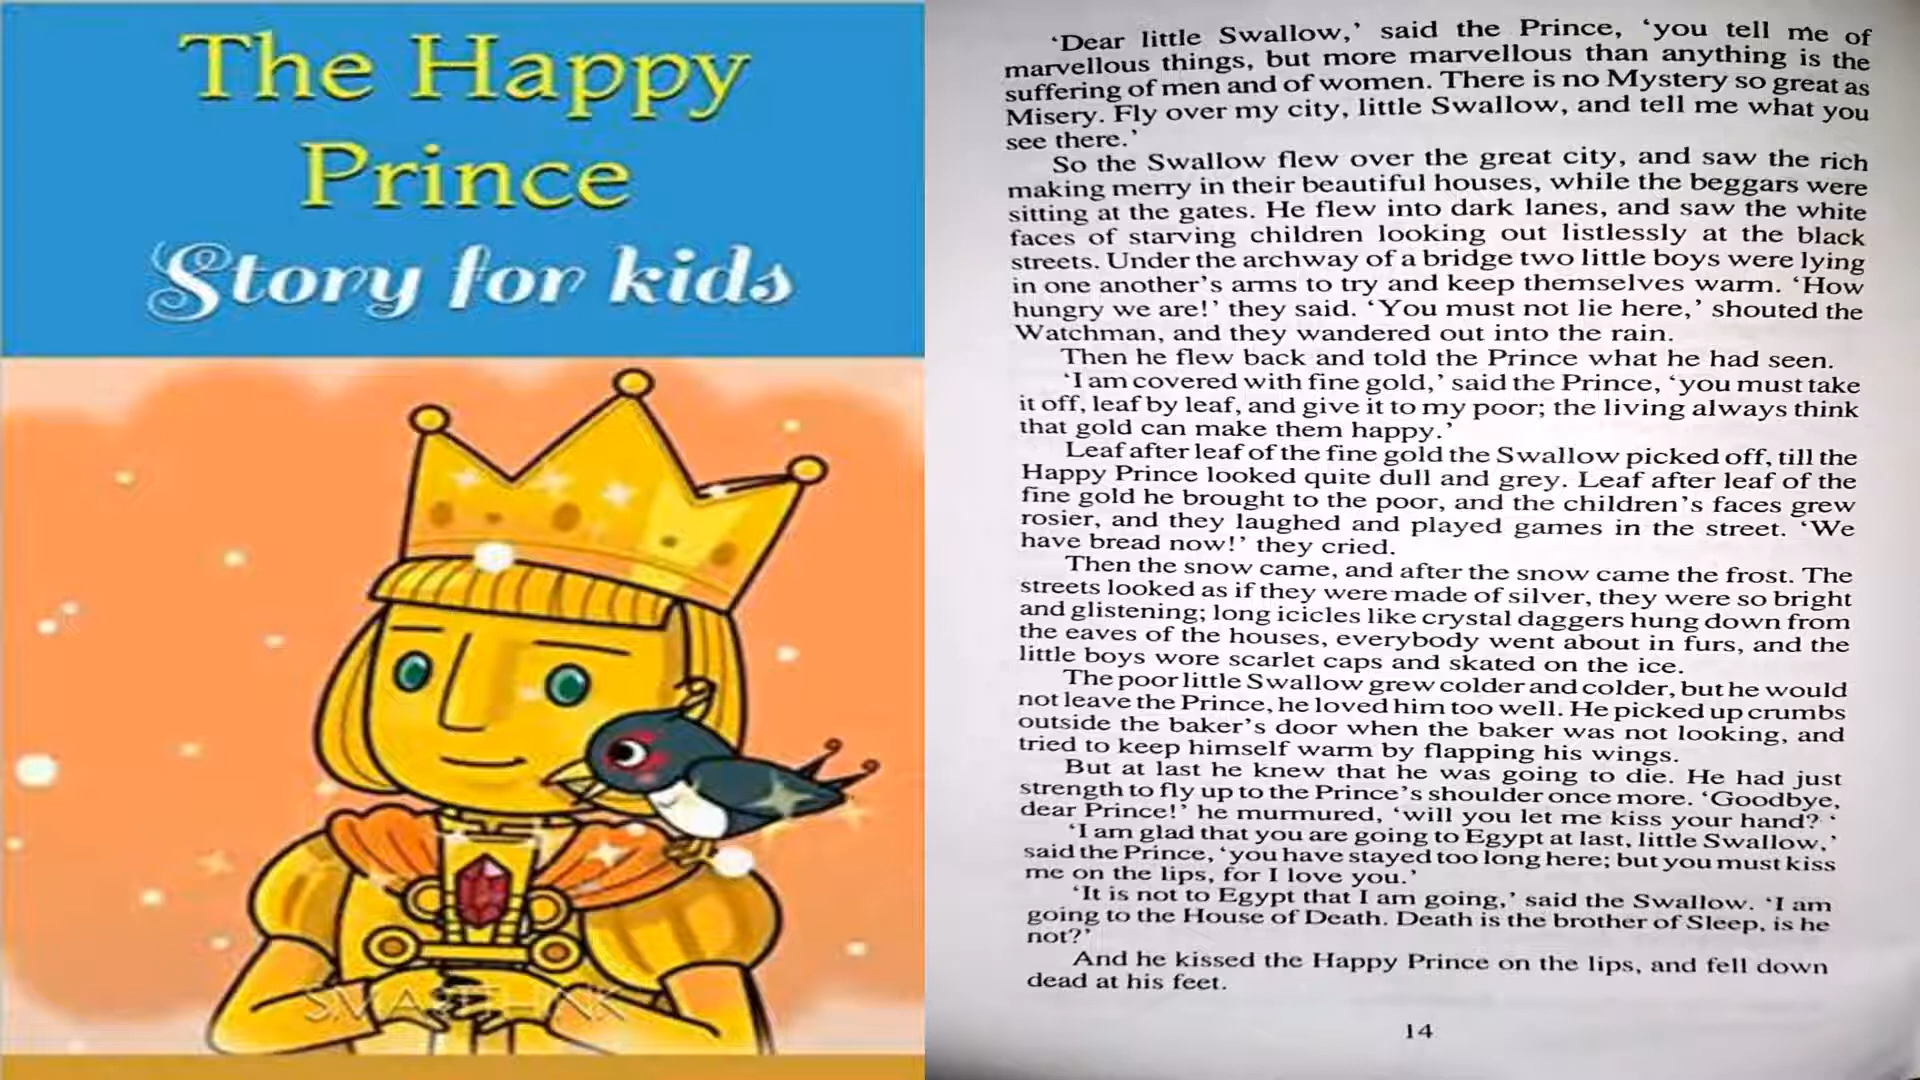 The Happy
Prince
Story for kids
SMARTHINK
‘Dear little Swallow,’ said the Prince, ‘you tell me of
marvellous things, but more marvellous than anything is the
suffering of men and of women. There is no Mystery so great as
Misery. Fly over my city, little Swallow, and tell me what you
see there.’
So the Swallow flew over the great city, and saw the rich
making merry in their beautiful houses, while the beggars were
sitting at the gates. He flew into dark lanes, and saw the white
faces of starving children looking out listlessly at the black
streets. Under the archway of a bridge two little boys were lying
in one another’s arms to try and keep themselves warm. ‘How
hungry we are!’ they said. ‘You must not lie here,’ shouted the
Watchman, and they wandered out into the rain.
Then he flew back and told the Prince what he had seen.
‘I am covered with fine gold,’ said the Prince, ‘you must take
it off, leaf by leaf, and give it to my poor; the living always think
that gold can make them happy.’
Leaf after leaf of the fine gold the Swallow picked off, till the
Happy Prince looked quite dull and grey. Leaf after leaf of the
fine gold he brought to the poor, and the children’s faces grew
rosier, and they laughed and played games in the street. ‘We
have bread now!’ they cried.
Then the snow came, and after the snow came the frost. The
streets looked as if they were made of silver, they were so bright
and glistening; long icicles like crystal daggers hung down from
the eaves of the houses, everybody went about in furs, and the
little boys wore scarlet caps and skated on the ice.
The poor little Swallow grew colder and colder, but he would
not leave the Prince, he loved him too well. He picked up crumbs
outside the baker’s door when the baker was not looking, and
tried to keep himself warm by flapping his wings.
But at last he knew that he was going to die. He had just
strength to fly up to the Prince’s shoulder once more. ‘Goodbye,
dear Prince!’ he murmured, ‘will you let me kiss your hand? ‘
‘I am glad that you are going to Egypt at last, little Swallow,’
said the Prince, ‘you have stayed too long here; but you must kiss
me on the lips, for I love you.’
‘It is not to Egypt that I am going,’ said the Swallow. ‘I am
going to the House of Death. Death is the brother of Sleep, is he
not?’
And he kissed the Happy Prince on the lips, and fell down
dead at his feet.
14